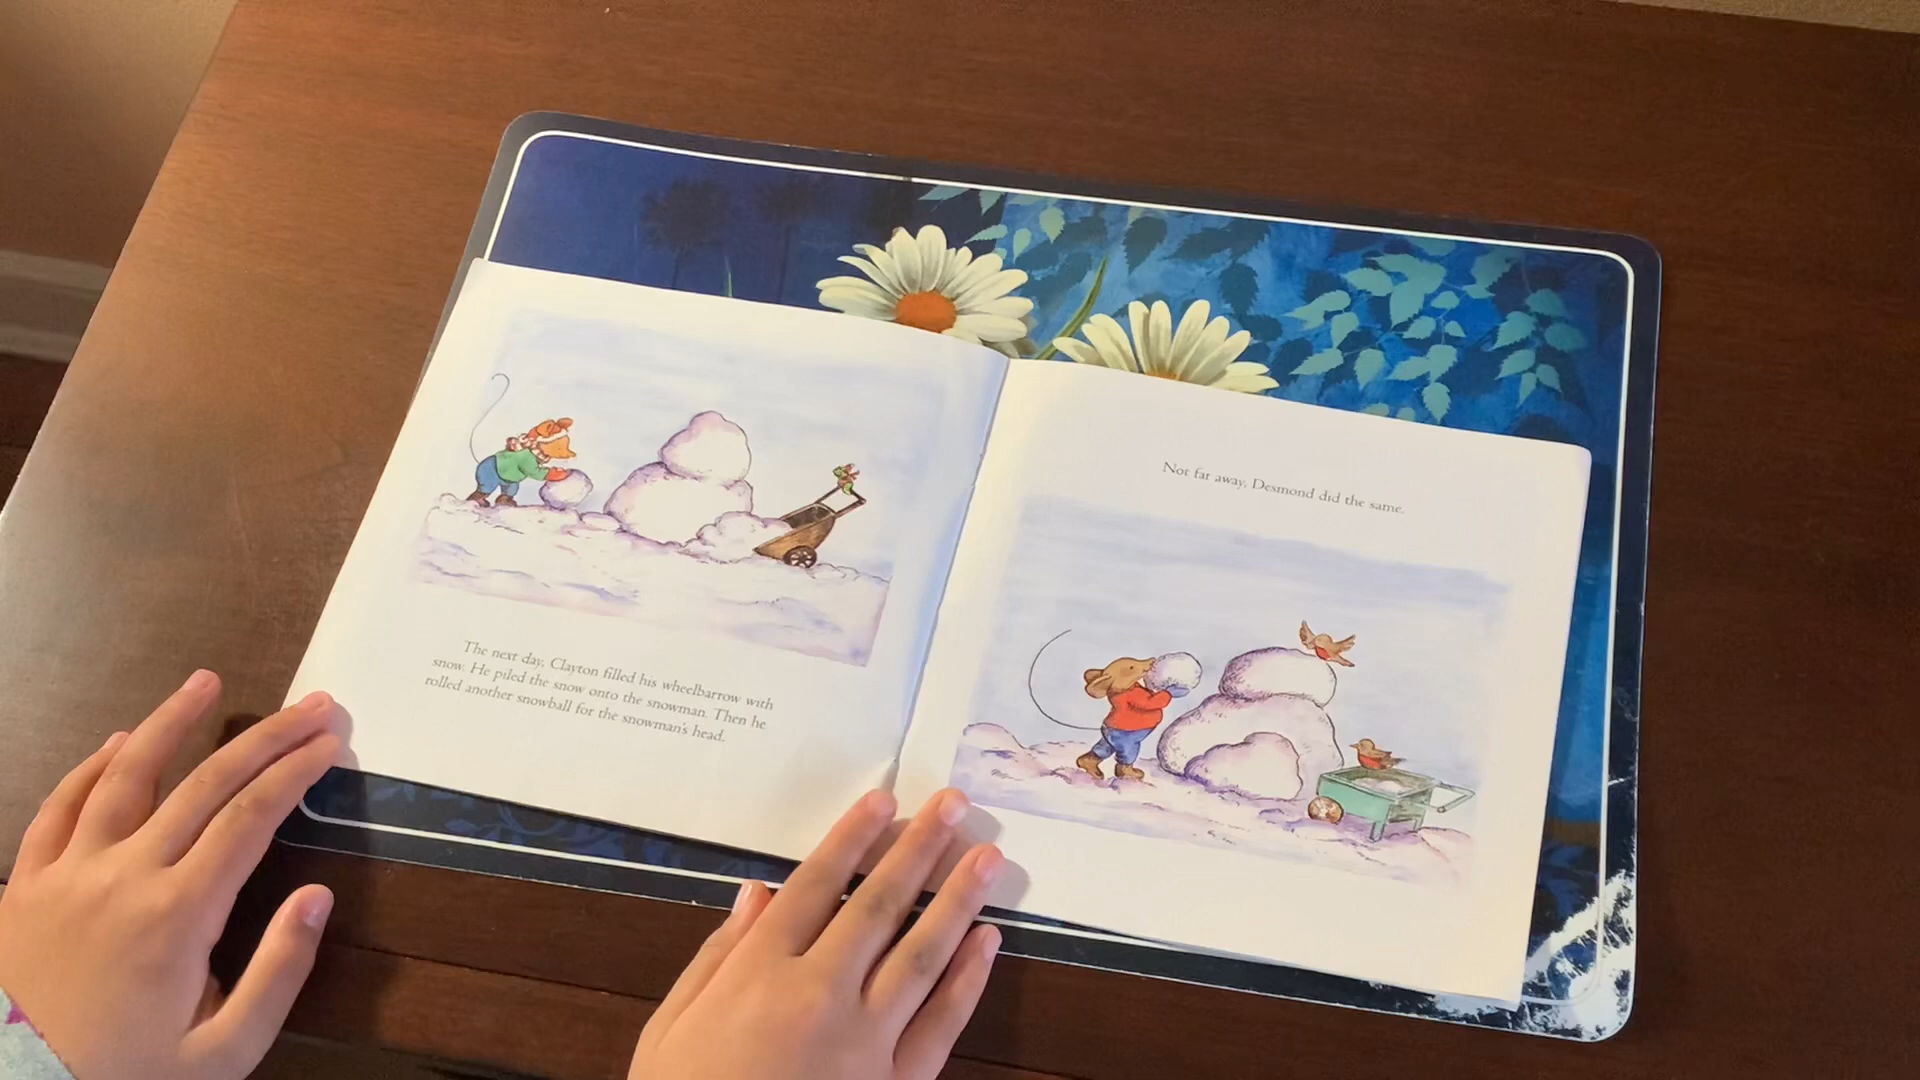 The next day, Clayton filled his wheelbarrow with
snow. He piled the snow onto the snowman. Then he
rolled another snowball for the snowman's head.
Not far away, Desmond did the same.